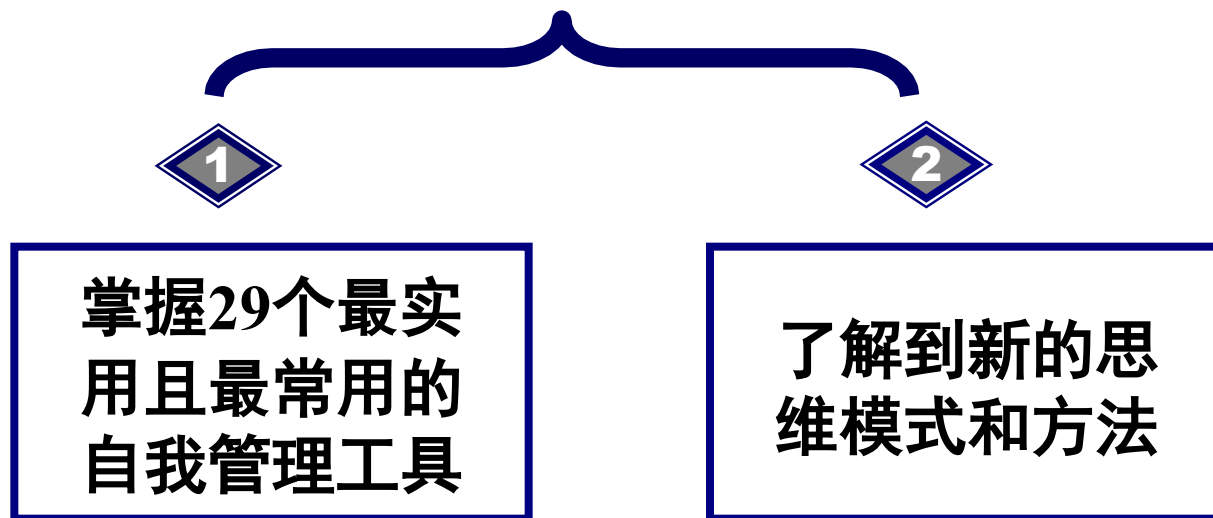 1
2
掌握29个最实
用且最常用的
自我管理工具
了解到新的思
维模式和方法